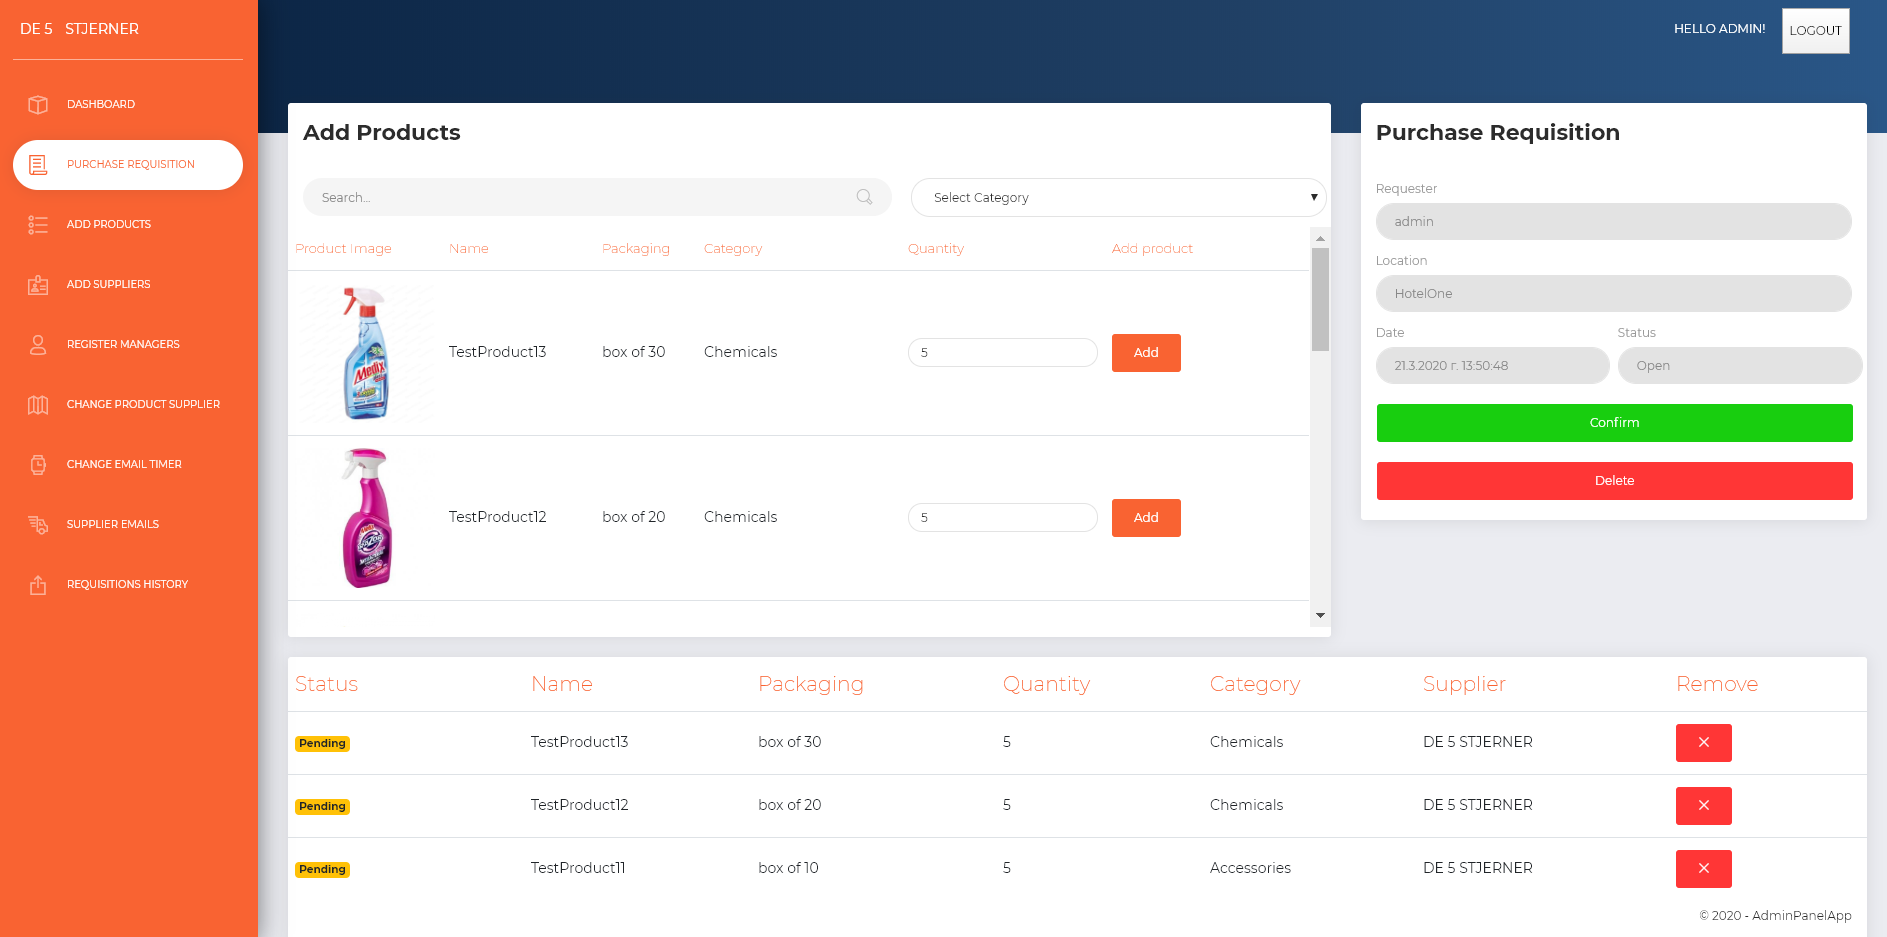 DE 5 STJERNER
HELLO ADMIN!
LOGOUT
DASHBOARD
PURCHASE REQUISITION
ADD PRODUCTS
ADD SUPPLIERS
REGISTER MANAGERS
CHANGE PRODUCT SUPPLIER
CHANGE EMAIL TIMER
SUPPLIER EMAILS
REQUISITIONS HISTORY
Add Products
Search...
Select Category
Product Image Name Packaging Category Quantity Add product
Medix
TestProduct13 box of 30 Chemicals 5 Add
TestProduct12 box of 20 Chemicals 5 Add
Purchase Requisition
Requester
admin
Location
HotelOne
Date Status
21.3.2020 г. 13:50:48 Open
Confirm
Delete
Status Name Packaging Quantity Category Supplier Remove
Pending TestProduct13 box of 30 5 Chemicals DE 5 STJERNER ×
Pending TestProduct12 box of 20 5 Chemicals DE 5 STJERNER ×
Pending TestProduct11 box of 10 5 Accessories DE 5 STJERNER ×
© 2020 - AdminPanelApp